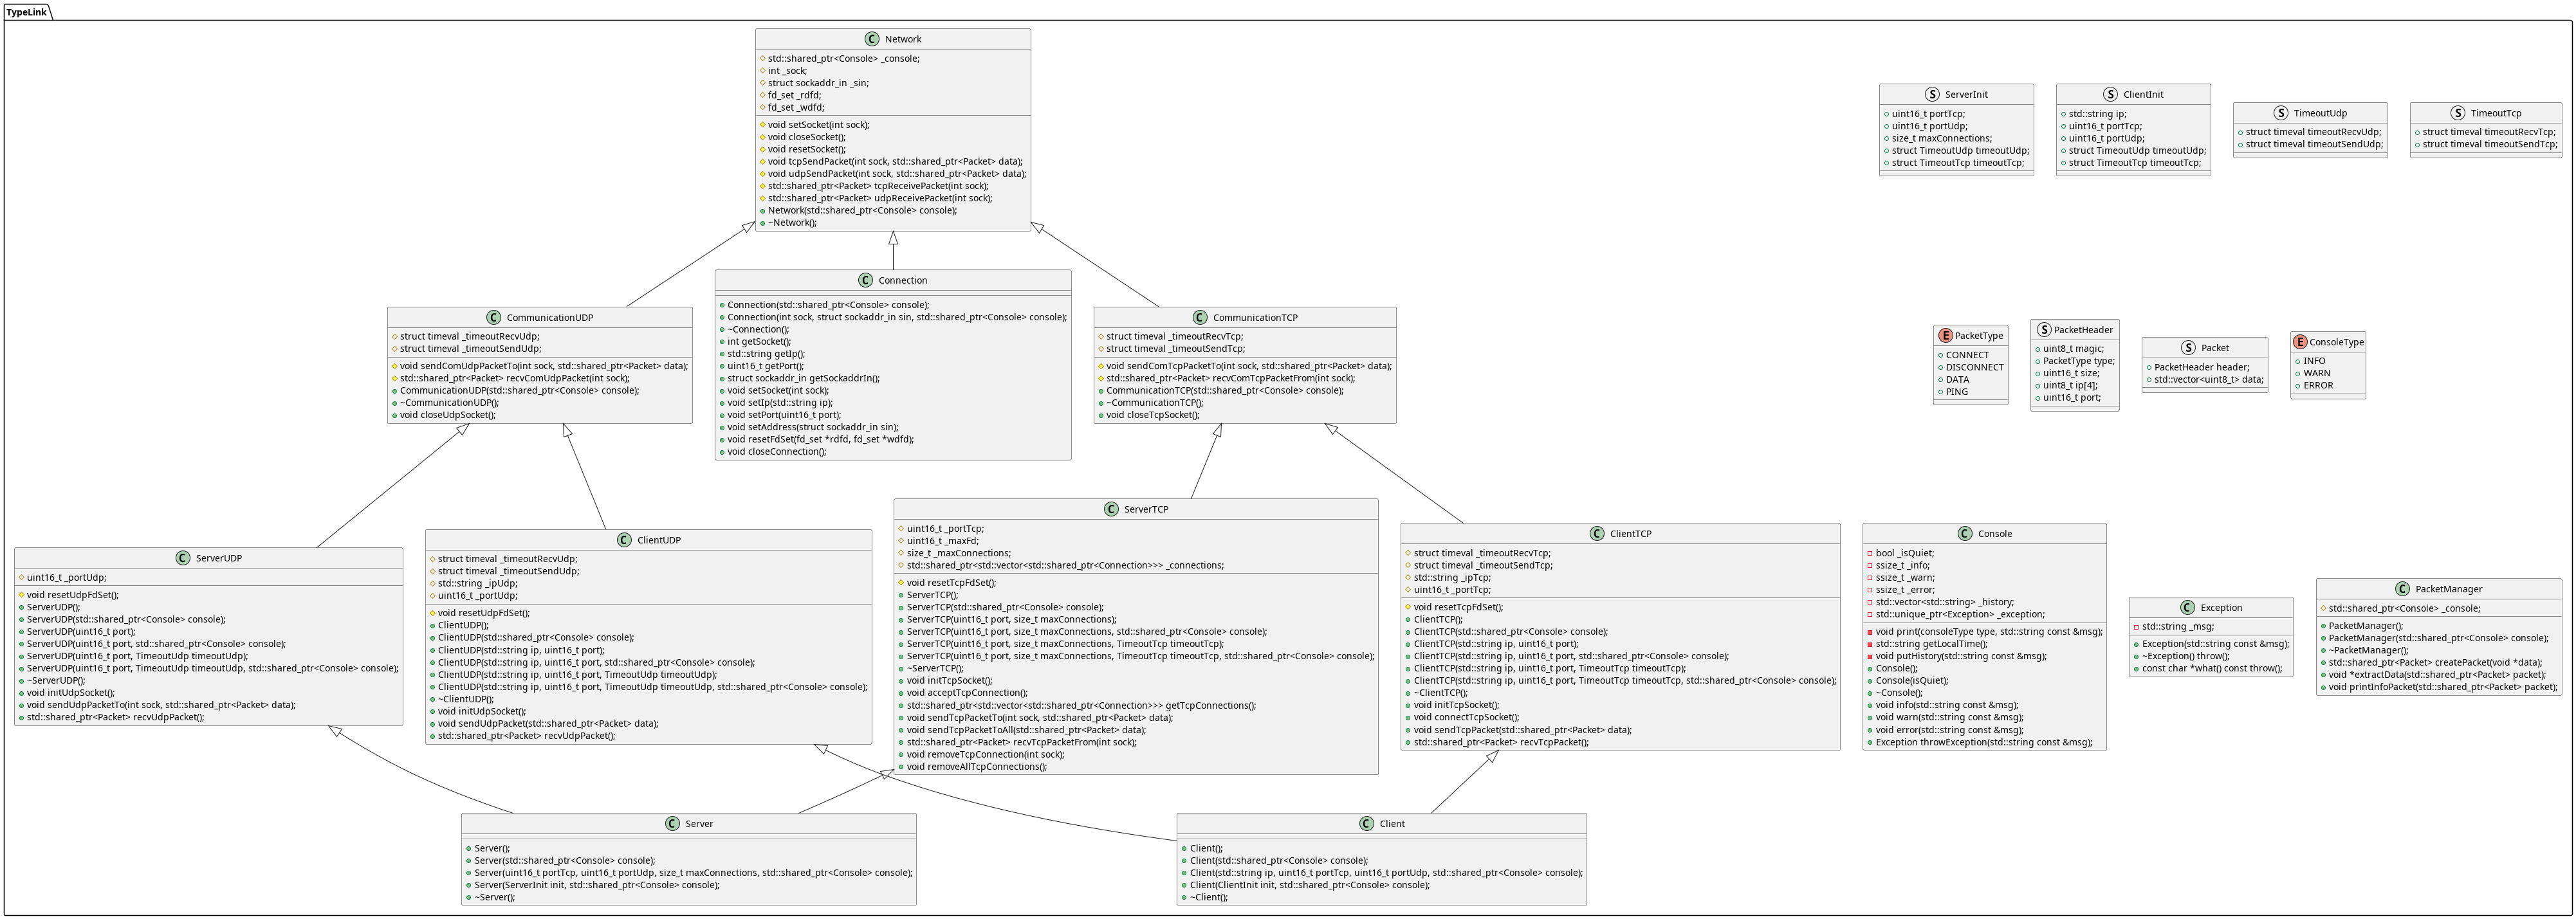 TypeLink
Network
std::shared_ptr<Console> _console;
int _sock;
struct sockaddr_in _sin;
fd_set _rdfd;
fd_set _wdfd;
void setSocket(int sock);
void closeSocket();
void resetSocket();
void tcpSendPacket(int sock, std::shared_ptr<Packet> data);
void udpSendPacket(int sock, std::shared_ptr<Packet> data);
std::shared_ptr<Packet> tcpReceivePacket(int sock);
std::shared_ptr<Packet> udpReceivePacket(int sock);
Network(std::shared_ptr<Console> console);
~Network();
S ServerInit
uint16_t portTcp;
uint16_t portUdp;
size_t maxConnections;
struct TimeoutUdp timeoutUdp;
struct TimeoutTcp timeoutTcp;
S ClientInit
std::string ip;
uint16_t portTcp;
uint16_t portUdp;
struct TimeoutUdp timeoutUdp;
struct TimeoutTcp timeoutTcp;
S TimeoutUdp
struct timeval timeoutRecvUdp;
struct timeval timeoutSendUdp;
S TimeoutTcp
struct timeval timeoutRecvTcp;
struct timeval timeoutSendTcp;
C CommunicationUDP
struct timeval _timeoutRecvUdp;
struct timeval _timeoutSendUdp;
void sendComUdpPacketTo(int sock, std::shared_ptr<Packet> data);
std::shared_ptr<Packet> recvComUdpPacket(int sock);
CommunicationUDP(std::shared_ptr<Console> console);
~CommunicationUDP();
void closeUdpSocket();
C Connection
Connection(std::shared_ptr<Console> console);
Connection(int sock, struct sockaddr_in sin, std::shared_ptr<Console> console);
~Connection();
int getSocket();
std::string getIp();
uint16_t getPort();
struct sockaddr_in getSockaddrIn();
void setSocket(int sock);
void setIp(std::string ip);
void setPort(uint16_t port);
void setAddress(struct sockaddr_in sin);
void resetFdSet(fd_set *rdfd, fd_set *wdfd);
void closeConnection();
C CommunicationTCP
struct timeval _timeoutRecvTcp;
struct timeval _timeoutSendTcp;
void sendComTcpPacketTo(int sock, std::shared_ptr<Packet> data);
std::shared_ptr<Packet> recvComTcpPacketFrom(int sock);
CommunicationTCP(std::shared_ptr<Console> console);
~CommunicationTCP();
void closeTcpSocket();
E PacketType
CONNECT
DISCONNECT
DATA
PING
S PacketHeader
uint8_t magic;
PacketType type;
uint16_t size;
uint8_t ip[4];
uint16_t port;
S Packet
PacketHeader header;
std::vector<uint8_t> data;
E ConsoleType
INFO
WARN
ERROR
C ServerUDP
uint16_t _portUdp;
void resetUdpFdSet();
ServerUDP();
ServerUDP(std::shared_ptr<Console> console);
ServerUDP(uint16_t port);
ServerUDP(uint16_t port, std::shared_ptr<Console> console);
ServerUDP(uint16_t port, TimeoutUdp timeoutUdp);
ServerUDP(uint16_t port, TimeoutUdp timeoutUdp, std::shared_ptr<Console> console);
~ServerUDP();
void initUdpSocket();
void sendUdpPacketTo(int sock, std::shared_ptr<Packet> data);
std::shared_ptr<Packet> recvUdpPacket();
C ClientUDP
struct timeval _timeoutRecvUdp;
struct timeval _timeoutSendUdp;
std::string _ipUdp;
uint16_t _portUdp;
void resetUdpFdSet();
ClientUDP();
ClientUDP(std::shared_ptr<Console> console);
ClientUDP(std::string ip, uint16_t port);
ClientUDP(std::string ip, uint16_t port, std::shared_ptr<Console> console);
ClientUDP(std::string ip, uint16_t port, TimeoutUdp timeoutUdp);
ClientUDP(std::string ip, uint16_t port, TimeoutUdp timeoutUdp, std::shared_ptr<Console> console);
~ClientUDP();
void initUdpSocket();
void sendUdpPacket(std::shared_ptr<Packet> data);
std::shared_ptr<Packet> recvUdpPacket();
C ServerTCP
uint16_t _portTcp;
uint16_t _maxFd;
size_t _maxConnections;
std::shared_ptr<std::vector<std::shared_ptr<Connection>>> _connections;
void resetTcpFdSet();
ServerTCP();
ServerTCP(std::shared_ptr<Console> console);
ServerTCP(uint16_t port, size_t maxConnections);
ServerTCP(uint16_t port, size_t maxConnections, std::shared_ptr<Console> console);
ServerTCP(uint16_t port, size_t maxConnections, TimeoutTcp timeoutTcp);
ServerTCP(uint16_t port, size_t maxConnections, TimeoutTcp timeoutTcp, std::shared_ptr<Console> console);
~ServerTCP();
void initTcpSocket();
void acceptTcpConnection();
std::shared_ptr<std::vector<std::shared_ptr<Connection>>> getTcpConnections();
void sendTcpPacketTo(int sock, std::shared_ptr<Packet> data);
void sendTcpPacketToAll(std::shared_ptr<Packet> data);
std::shared_ptr<Packet> recvTcpPacketFrom(int sock);
void removeTcpConnection(int sock);
void removeAllTcpConnections();
C ClientTCP
struct timeval _timeoutRecvTcp;
struct timeval _timeoutSendTcp;
std::string _ipTcp;
uint16_t _portTcp;
void resetTcpFdSet();
ClientTCP();
ClientTCP(std::shared_ptr<Console> console);
ClientTCP(std::string ip, uint16_t port);
ClientTCP(std::string ip, uint16_t port, std::shared_ptr<Console> console);
ClientTCP(std::string ip, uint16_t port, TimeoutTcp timeoutTcp);
ClientTCP(std::string ip, uint16_t port, TimeoutTcp timeoutTcp, std::shared_ptr<Console> console);
~ClientTCP();
void initTcpSocket();
void connectTcpSocket();
void sendTcpPacket(std::shared_ptr<Packet> data);
std::shared_ptr<Packet> recvTcpPacket();
C Console
bool _isQuiet;
ssize_t _info;
ssize_t _warn;
ssize_t _error;
std::vector<std::string> _history;
std::unique_ptr<Exception> _exception;
void print(consoleType type, std::string const &msg);
std::string getLocalTime();
void putHistory(std::string const &msg);
Console();
Console(isQuiet);
~Console();
void info(std::string const &msg);
void warn(std::string const &msg);
void error(std::string const &msg);
Exception throwException(std::string const &msg);
C Exception
std::string _msg;
Exception(std::string const &msg);
~Exception() throw();
const char *what() const throw();
C PacketManager
std::shared_ptr<Console> _console;
PacketManager();
PacketManager(std::shared_ptr<Console> console);
~PacketManager();
std::shared_ptr<Packet> createPacket(void *data);
void *extractData(std::shared_ptr<Packet> packet);
void printInfoPacket(std::shared_ptr<Packet> packet);
C Server
Server();
Server(std::shared_ptr<Console> console);
Server(uint16_t portTcp, uint16_t portUdp, size_t maxConnections, std::shared_ptr<Console> console);
Server(ServerInit init, std::shared_ptr<Console> console);
~Server();
C Client
Client();
Client(std::shared_ptr<Console> console);
Client(std::string ip, uint16_t portTcp, uint16_t portUdp, std::shared_ptr<Console> console);
Client(ClientInit init, std::shared_ptr<Console> console);
~Client();